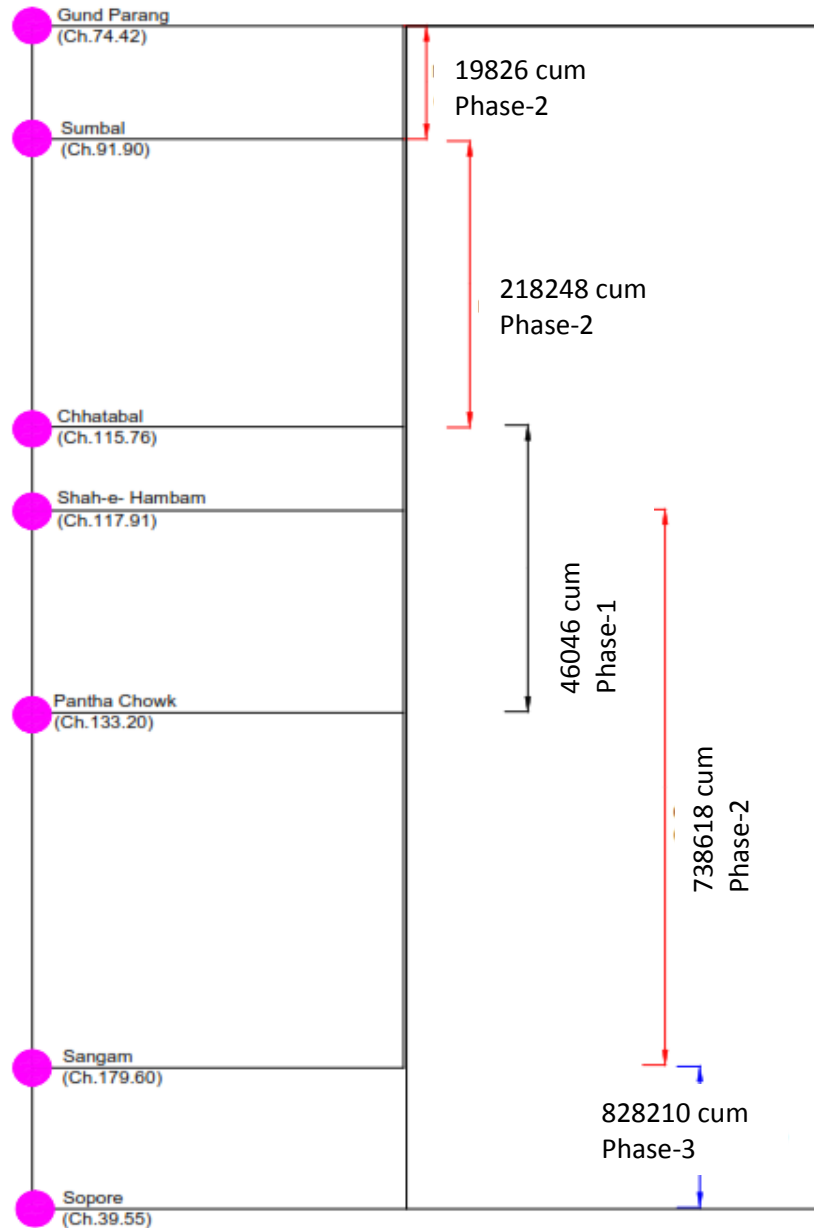 Gund Parang
(Ch.74.42)
19826 cum
Phase-2
Sumbal
(Ch.91.90)
218248 cum
Phase-2
Chhatabal
(Ch.115.76)
Shah-e- Hambam
(Ch.117.91)
46046 cum
Phase-1
Pantha Chowk
(Ch.133.20)
738618 cum
Phase-2
Sangam
(Ch.179.60)
828210 cum
Phase-3
Sopore
(Ch.39.55)